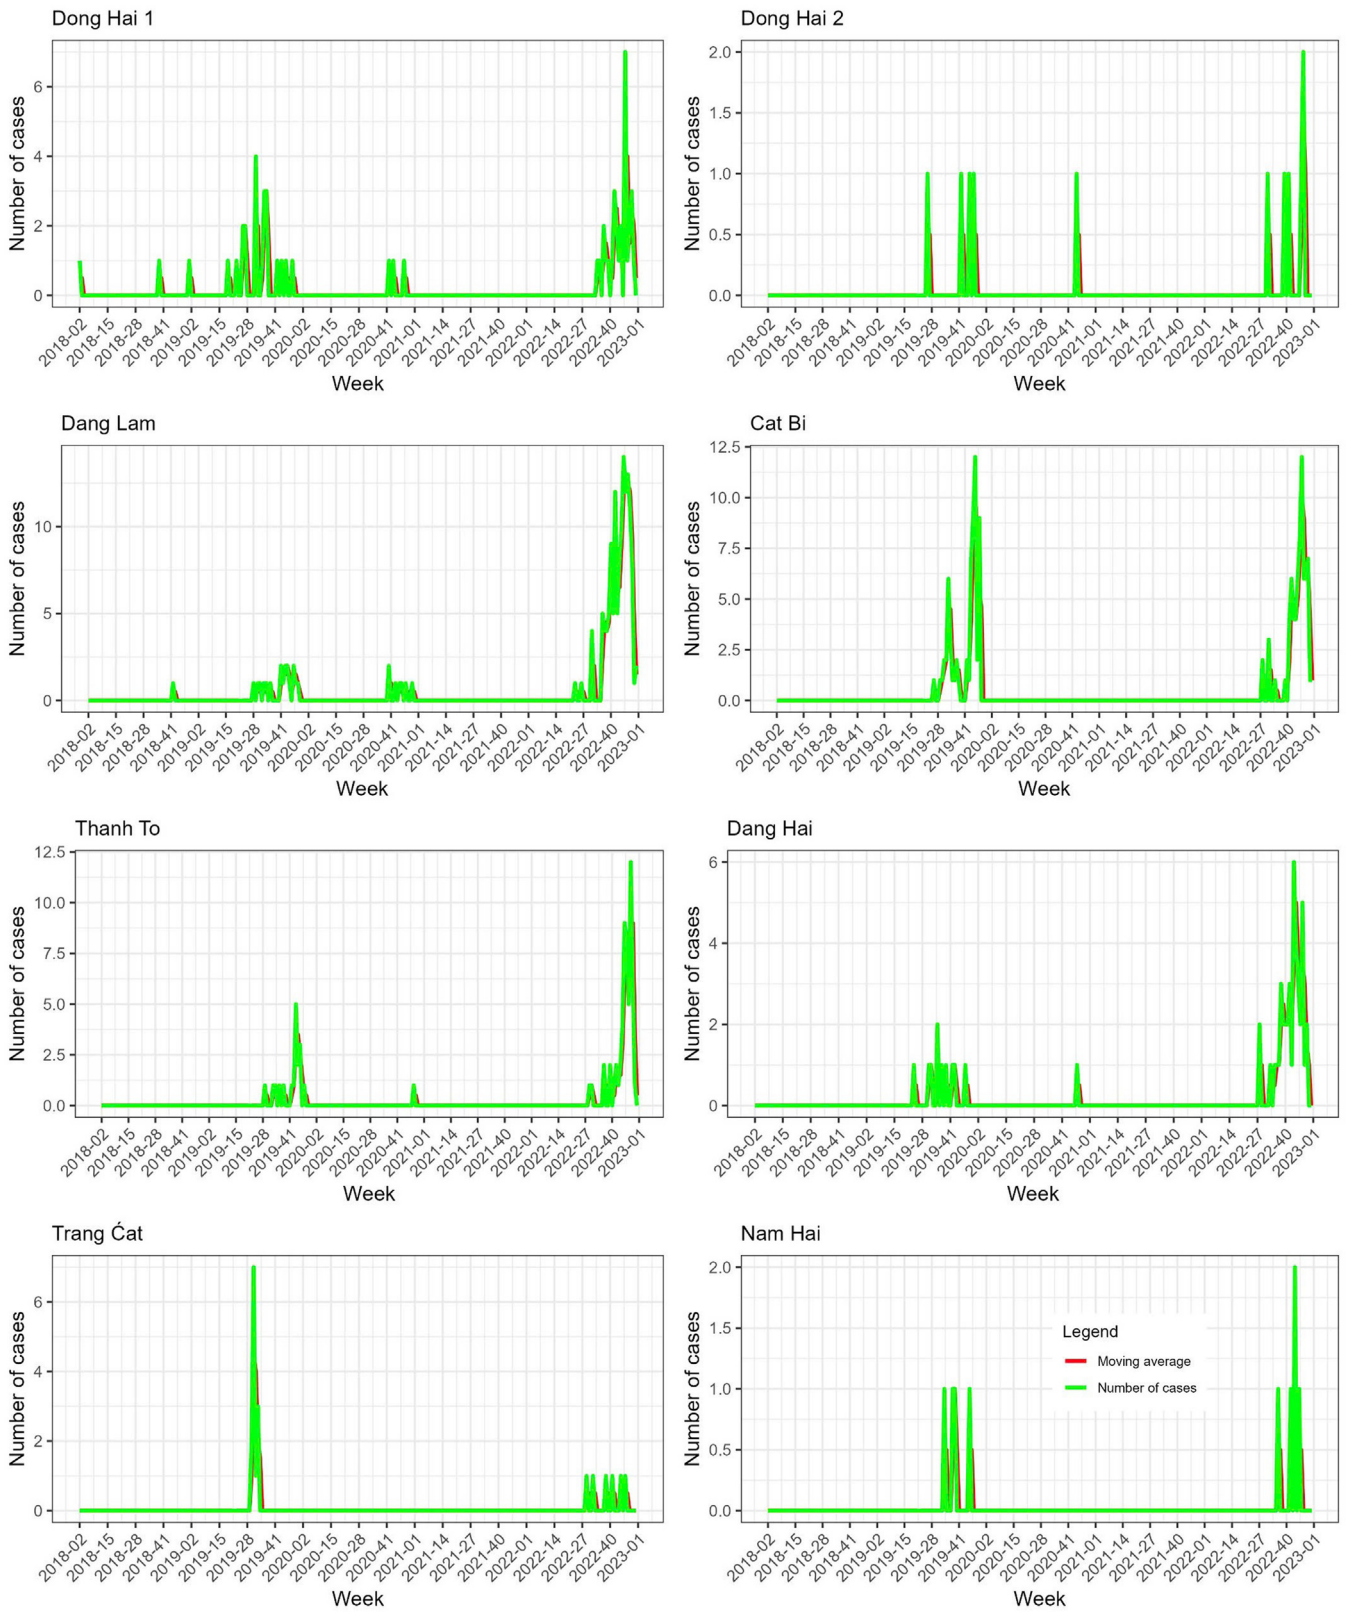 Dong Hai 1
Number of cases
6
4
2
0
2018-02 2018-15 2018-28 2018-41 2019-02 2019-15 2019-28 2019-41 2020-02 2020-15 2020-28 2020-41 2021-01 2021-14 2021-27 2021-40 2022-01 2022-14 2022-27 2022-40 2023-01
Week
Dong Hai 2
Number of cases
2.0
1.5
1.0
0.5
0.0
2018-02 2018-15 2018-28 2018-41 2019-02 2019-15 2019-28 2019-41 2020-02 2020-15 2020-28 2020-41 2021-01 2021-14 2021-27 2021-40 2022-01 2022-14 2022-27 2022-40 2023-01
Week
Dang Lam
Number of cases
10
5
0
2018-02 2018-15 2018-28 2018-41 2019-02 2019-15 2019-28 2019-41 2020-02 2020-15 2020-28 2020-41 2021-01 2021-14 2021-27 2021-40 2022-01 2022-14 2022-27 2022-40 2023-01
Week
Cat Bi
Number of cases
12.5
10.0
7.5
5.0
2.5
0.0
2018-02 2018-15 2018-28 2018-41 2019-02 2019-15 2019-28 2019-41 2020-02 2020-15 2020-28 2020-41 2021-01 2021-14 2021-27 2021-40 2022-01 2022-14 2022-27 2022-40 2023-01
Week
Thanh To
Number of cases
12.5
10.0
7.5
5.0
2.5
0.0
2018-02 2018-15 2018-28 2018-41 2019-02 2019-15 2019-28 2019-41 2020-02 2020-15 2020-28 2020-41 2021-01 2021-14 2021-27 2021-40 2022-01 2022-14 2022-27 2022-40 2023-01
Week
Dang Hai
Number of cases
6
4
2
0
2018-02 2018-15 2018-28 2018-41 2019-02 2019-15 2019-28 2019-41 2020-02 2020-15 2020-28 2020-41 2021-01 2021-14 2021-27 2021-40 2022-01 2022-14 2022-27 2022-40 2023-01
Week
Trang Ćat
Number of cases
6
4
2
0
2018-02 2018-15 2018-28 2018-41 2019-02 2019-15 2019-28 2019-41 2020-02 2020-15 2020-28 2020-41 2021-01 2021-14 2021-27 2021-40 2022-01 2022-14 2022-27 2022-40 2023-01
Week
Nam Hai
Number of cases
2.0
1.5
1.0
0.5
0.0
Legend
Moving average
Number of cases
2018-02 2018-15 2018-28 2018-41 2019-02 2019-15 2019-28 2019-41 2020-02 2020-15 2020-28 2020-41 2021-01 2021-14 2021-27 2021-40 2022-01 2022-14 2022-27 2022-40 2023-01
Week